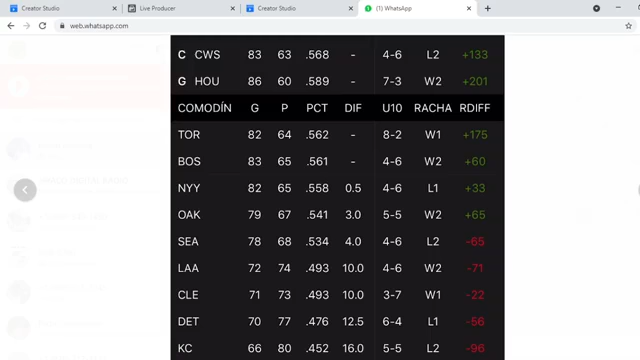 Creator Studio
Live Producer
Creator Studio
(1) WhatsApp
web.whatsapp.com
C CWS 83 63 .568 - 4-6 L2 +133
G HOU 86 60 .589 - 7-3 W2 +201
COMODÍN G P PCT DIF U10 RACHA RDIFF
TOR 82 64 .562 - 8-2 W1 +175
BOS 83 65 .561 - 4-6 W2 +60
NYY 82 65 .558 0.5 4-6 L1 +33
OAK 79 67 .541 3.0 5-5 W2 +65
SEA 78 68 .534 4.0 4-6 L2 -65
LAA 72 74 .493 10.0 4-6 W2 -71
CLE 71 73 .493 10.0 3-7 W1 -22
DET 70 77 .476 12.5 6-4 L1 -56
KC 66 80 .452 16.0 5-5 L2 -96